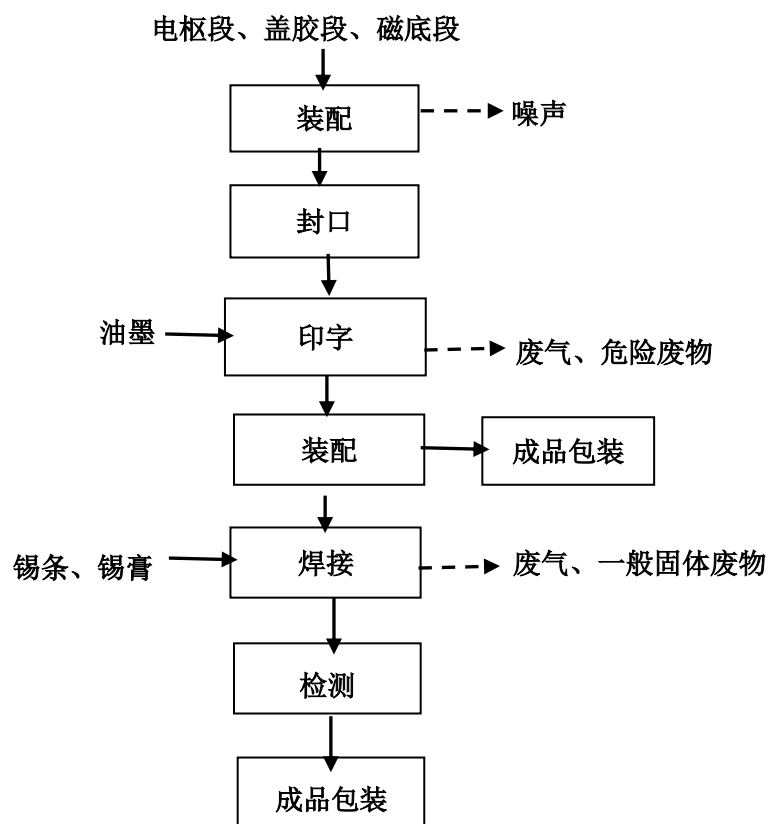 电枢段、盖胶段、磁底段
装配
噪声
封口
油墨
印字
废气、危险废物
装配
成品包装
锡条、锡膏
焊接
废气、一般固体废物
检测
成品包装